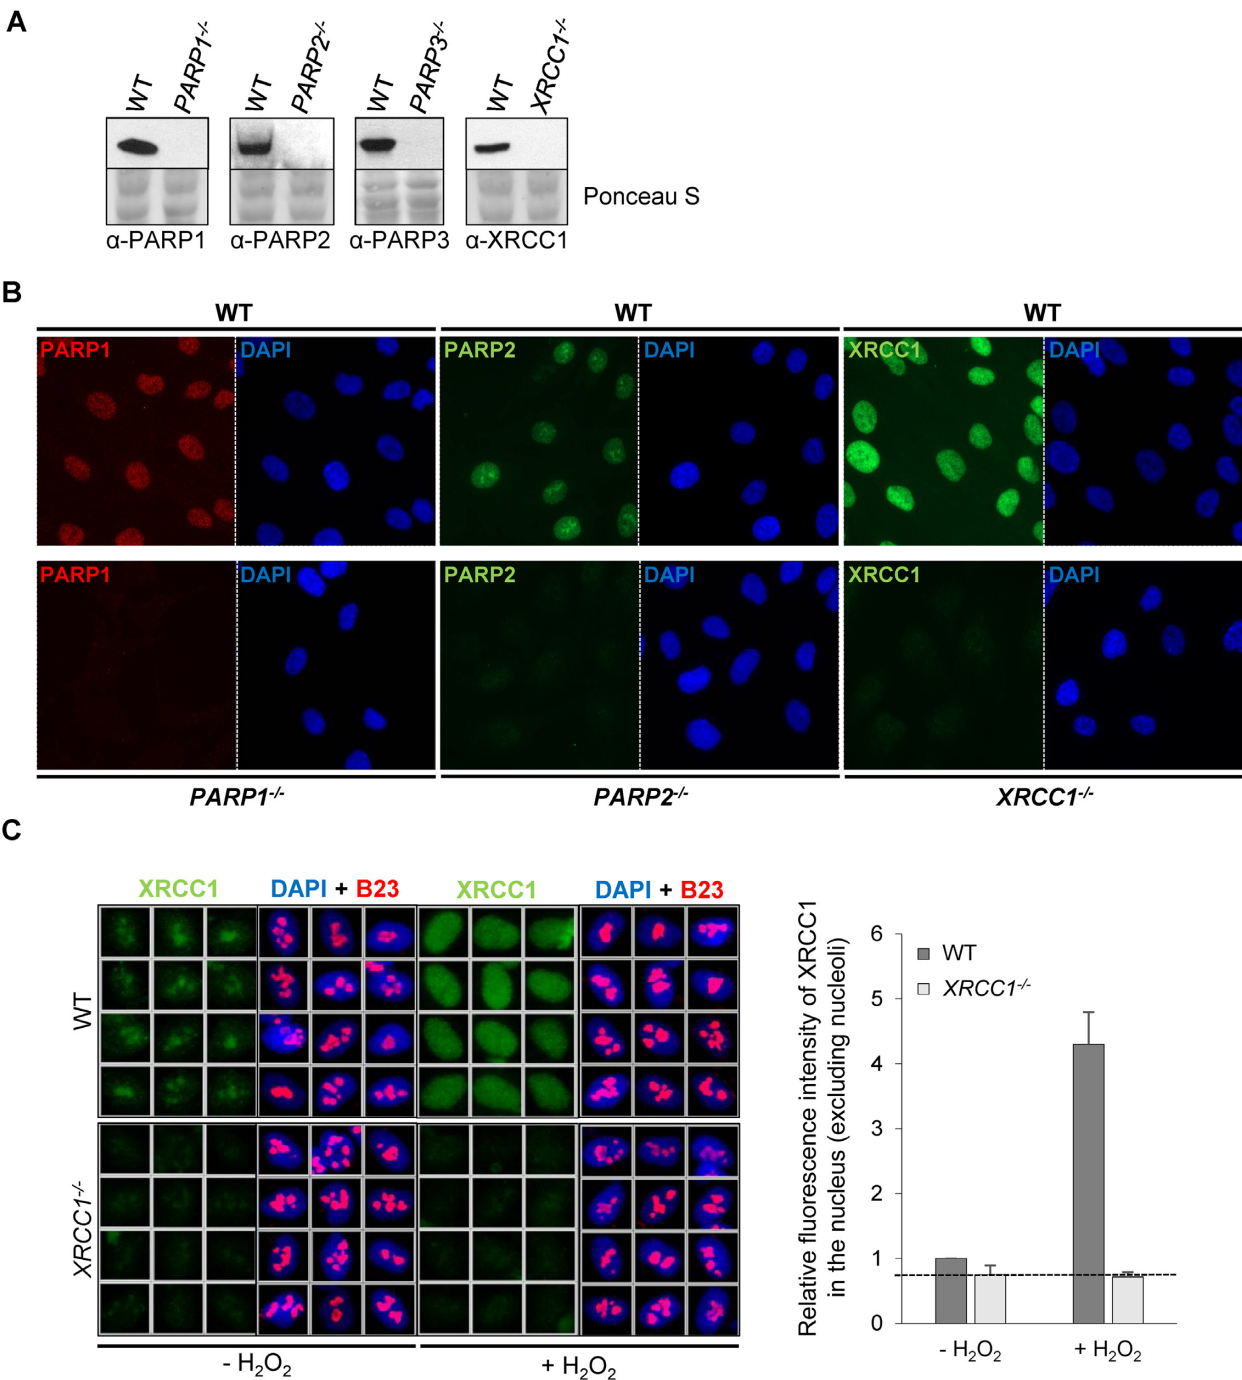 A
WT PARP1-/- WT PARP2-/- WT PARP3-/- WT XRCC1-/-
Ponceau S
α-PARP1 α-PARP2 α-PARP3 α-XRCC1
B
WT WT WT
PARP1 DAPI PARP2 DAPI XRCC1 DAPI
PARP1 DAPI PARP2 DAPI XRCC1 DAPI
PARP1-/- PARP2-/- XRCC1-/-
C
XRCC1 DAPI + B23 XRCC1 DAPI + B23
WT
XRCC1-/-
- H₂O₂ + H₂O₂
Relative fluorescence intensity of XRCC1
in the nucleus (excluding nucleoli)
6
5
4
3
2
1
0
WT
XRCC1-/-
- H₂O₂ + H₂O₂